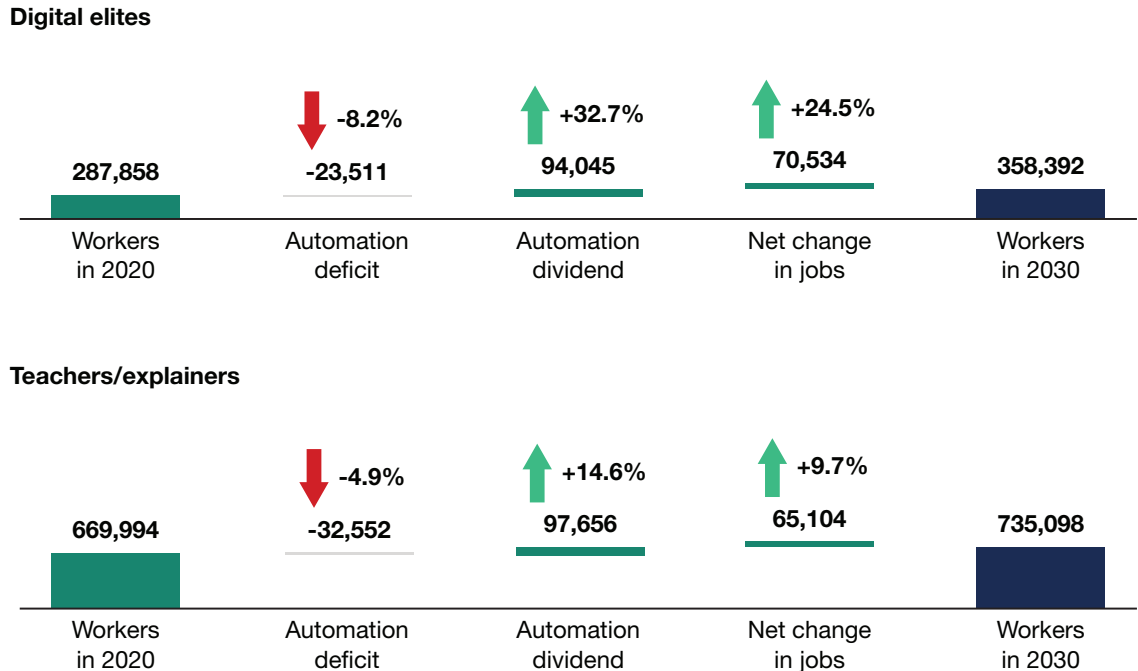 Digital elites
-8.2%
+32.7%
+24.5%
287,858
-23,511
94,045
70,534
358,392
Workers
in 2020
Automation
deficit
Automation
dividend
Net change
in jobs
Workers
in 2030
Teachers/explainers
-4.9%
+14.6%
+9.7%
669,994
-32,552
97,656
65,104
735,098
Workers
in 2020
Automation
deficit
Automation
dividend
Net change
in jobs
Workers
in 2030